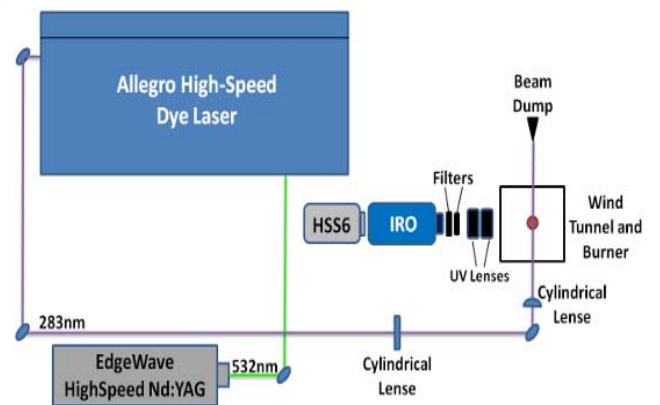 Allegro High-Speed
Dye Laser
Beam
Dump
Filters
HSS6
IRO
Wind
Tunnel and
Burner
UV Lenses
Cylindrical
Lense
283nm
Cylindrical
Lense
EdgeWave
HighSpeed Nd:YAG
532nm